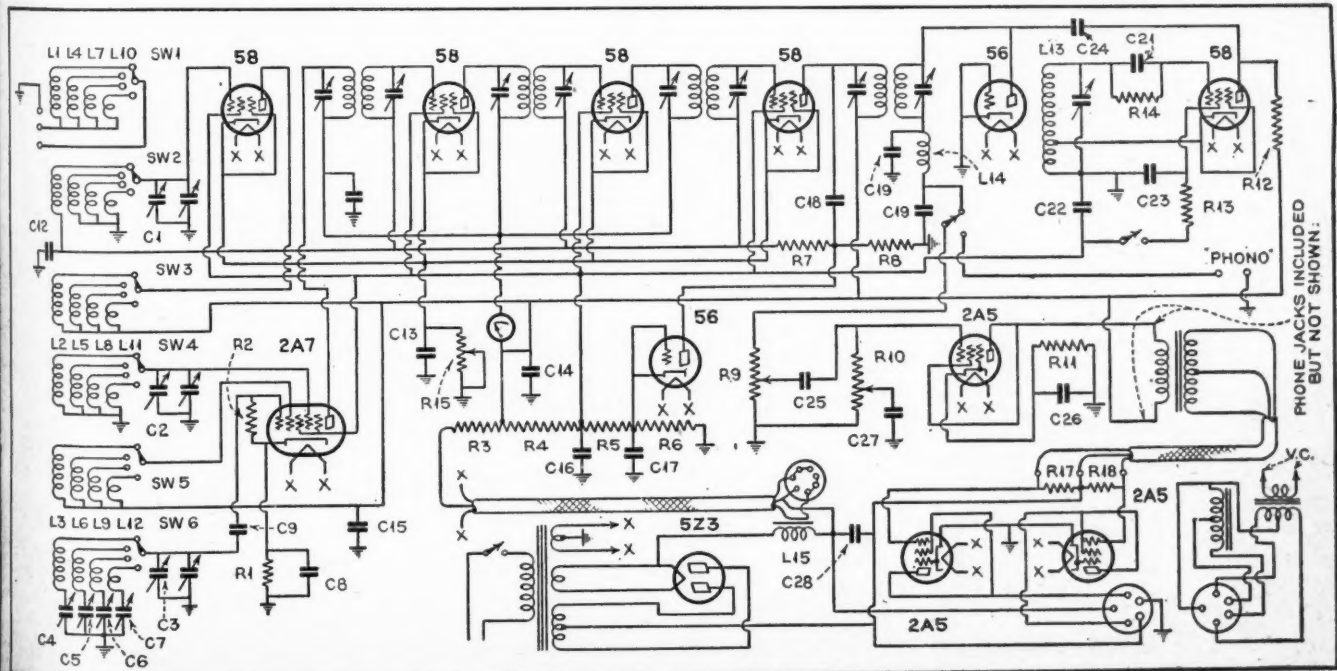 L1 L4 L7 L10
SW1
58
58
58
58
56
L13
C24
C21
58
R14
X X
X X
X X
X X
X X
X X
SW2
C19
L14
R12
C12
C1
C18
C19
C22
C23
R13
R7
R8
SW3
"PHONO"
56
2A5
L2 L5 L8 L11
SW4
R2
2A7
C13
R15
C14
R9
R10
R11
C25
C26
C27
X X
X X
C2
R3
R4
R5
R6
C16
C17
X X
SW5
X
X
R17
R18
V.C.
L3 L6 L9 L12
SW6
C9
C15
5Z3
X
X
L15
C28
2A5
X
X
X
X
R1
C8
C3
C4
C5
C6
C7
2A5
PHONE JACKS INCLUDED
BUT NOT SHOWN: